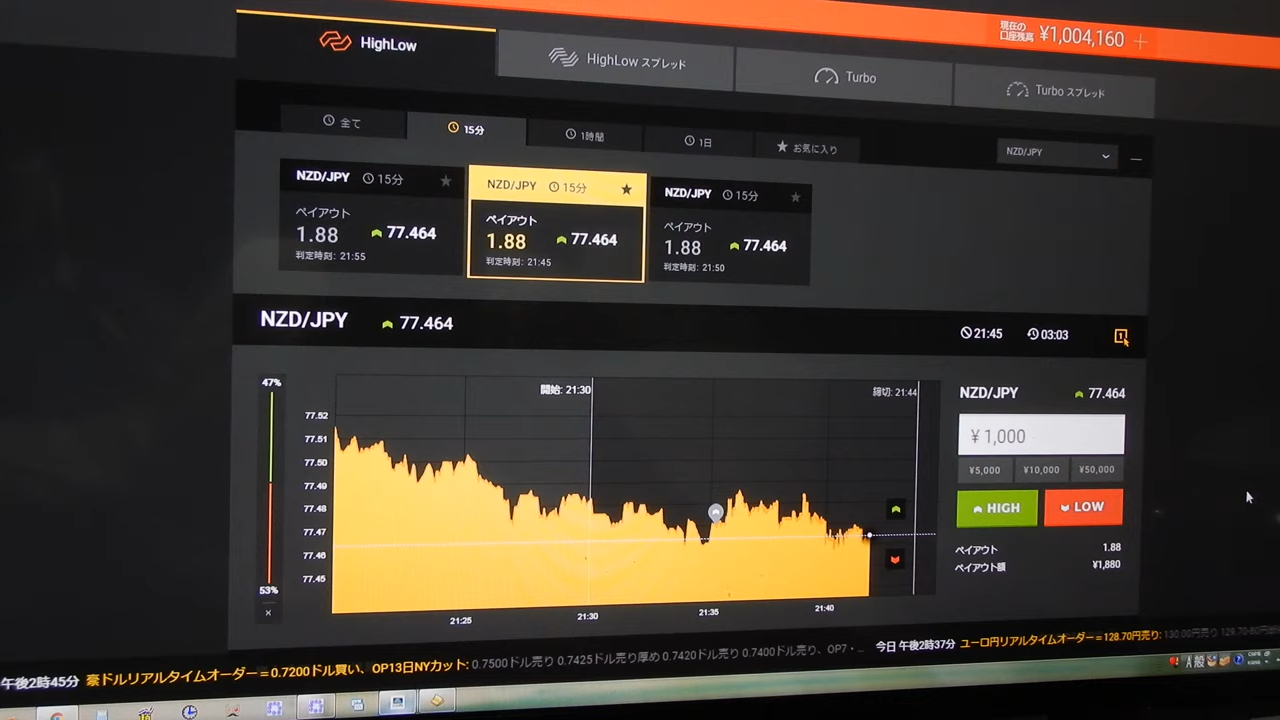 現在の
口座残高 ¥1,004,160
HighLow
HighLow スプレッド
Turbo
Turbo スプレッド
全て
15分
1時間
1日
お気に入り
NZD/JPY
NZD/JPY 15分
ペイアウト
1.88 77.464
判定時刻: 21:55
NZD/JPY 15分
ペイアウト
1.88 77.464
判定時刻: 21:45
NZD/JPY 15分
ペイアウト
1.88 77.464
判定時刻: 21:50
NZD/JPY 77.464
21:45 03:03
47%
53%
開始: 21:30
締切: 21:44
77.52
77.51
77.50
77.49
77.48
77.47
77.46
77.45
21:25 21:30 21:35 21:40
NZD/JPY 77.464
¥ 1,000
¥5,000 ¥10,000 ¥50,000
HIGH LOW
ペイアウト 1.88
ペイアウト額 ¥1,880
午後2時45分 豪ドルリアルタイムオーダー=0.7200ドル買い、OP13日NYカット: 0.7500ドル売り 0.7425ドル売り厚め 0.7420ドル売り 0.7400ドル売り、OP7・... 今日 午後2時37分 ユーロ円リアルタイムオーダー=128.70円売り: 130.00円売り
A 般